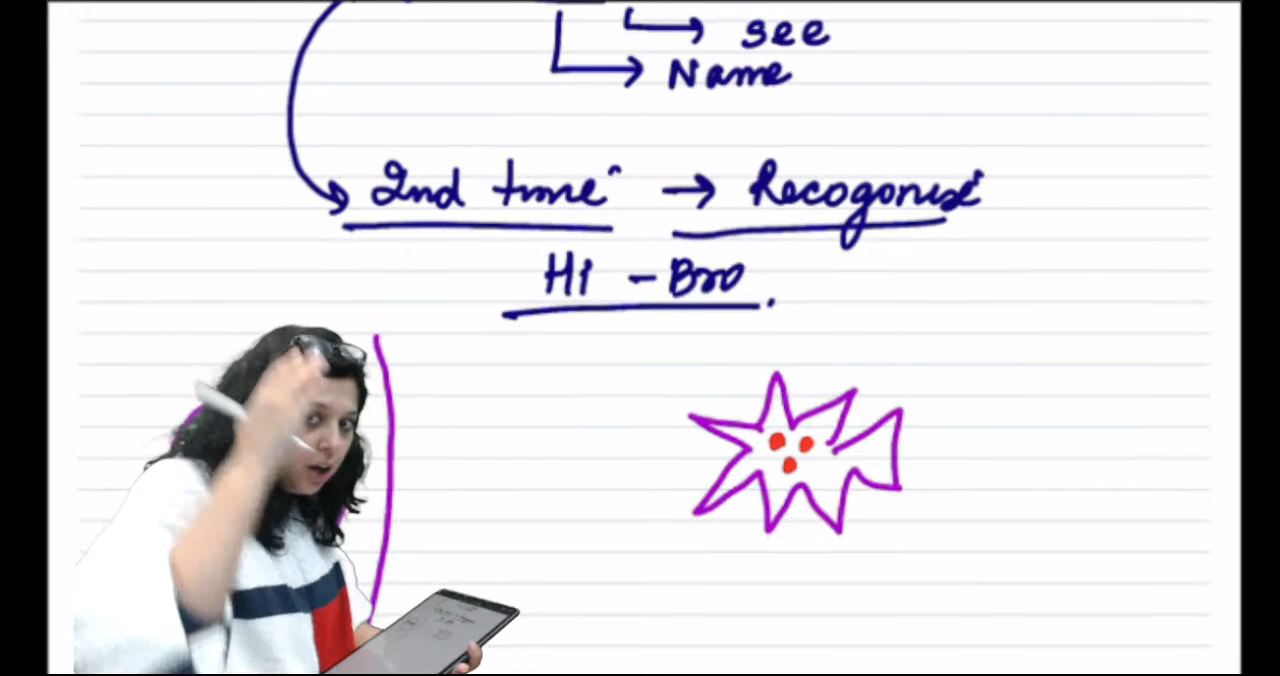 see
Name
2nd time → Recogonise
Hi - Bro.